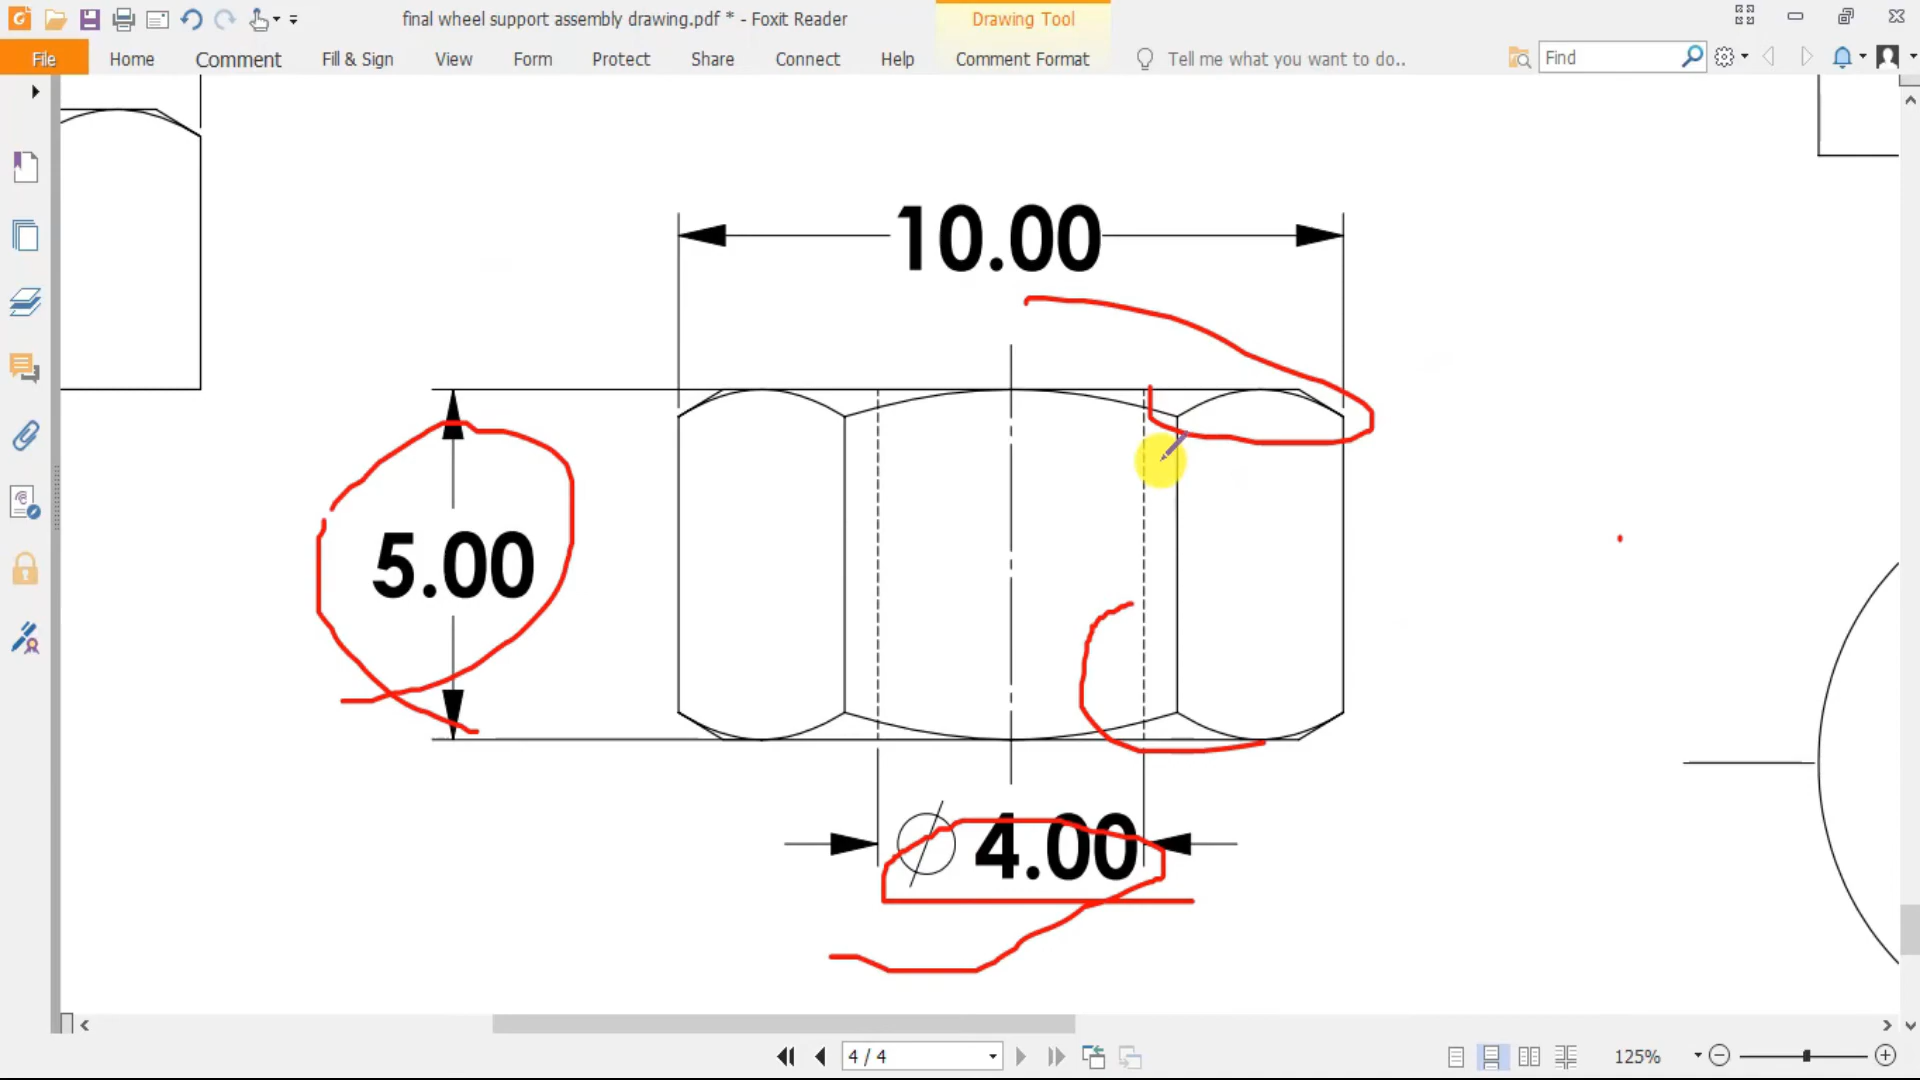 final wheel support assembly drawing.pdf * - Foxit Reader
Drawing Tool
File
Home
Comment
Fill & Sign
View
Form
Protect
Share
Connect
Help
Comment Format
Tell me what you want to do..
Find
10.00
5.00
∅ 4.00
4 / 4
125%